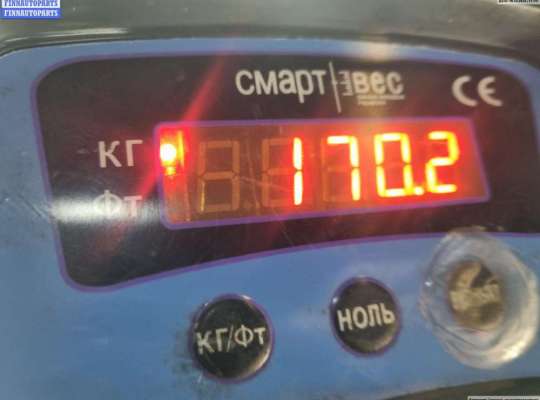 FINNAUTOPARTS
FINNAUTOPARTS
смарт вес
CE
КГ 170.2
ФТ
КГ/ФТ
НОЛЬ